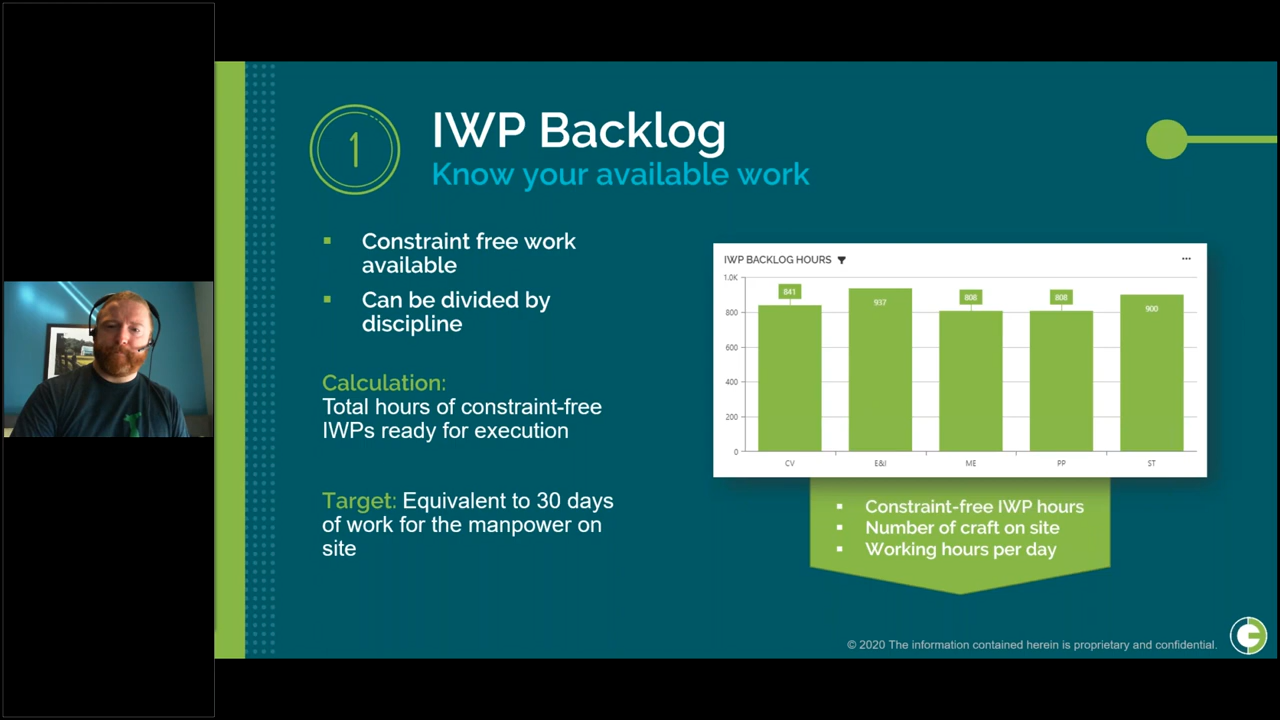 1
IWP Backlog
Know your available work
▪ Constraint free work
available
▪ Can be divided by
discipline
Calculation:
Total hours of constraint-free
IWPs ready for execution
Target: Equivalent to 30 days
of work for the manpower on
site
IWP BACKLOG HOURS
...
1.0K
800
600
400
200
0
841
937
808
808
900
CV
E&I
ME
PP
ST
▪ Constraint-free IWP hours
▪ Number of craft on site
▪ Working hours per day
© 2020 The information contained herein is proprietary and confidential.